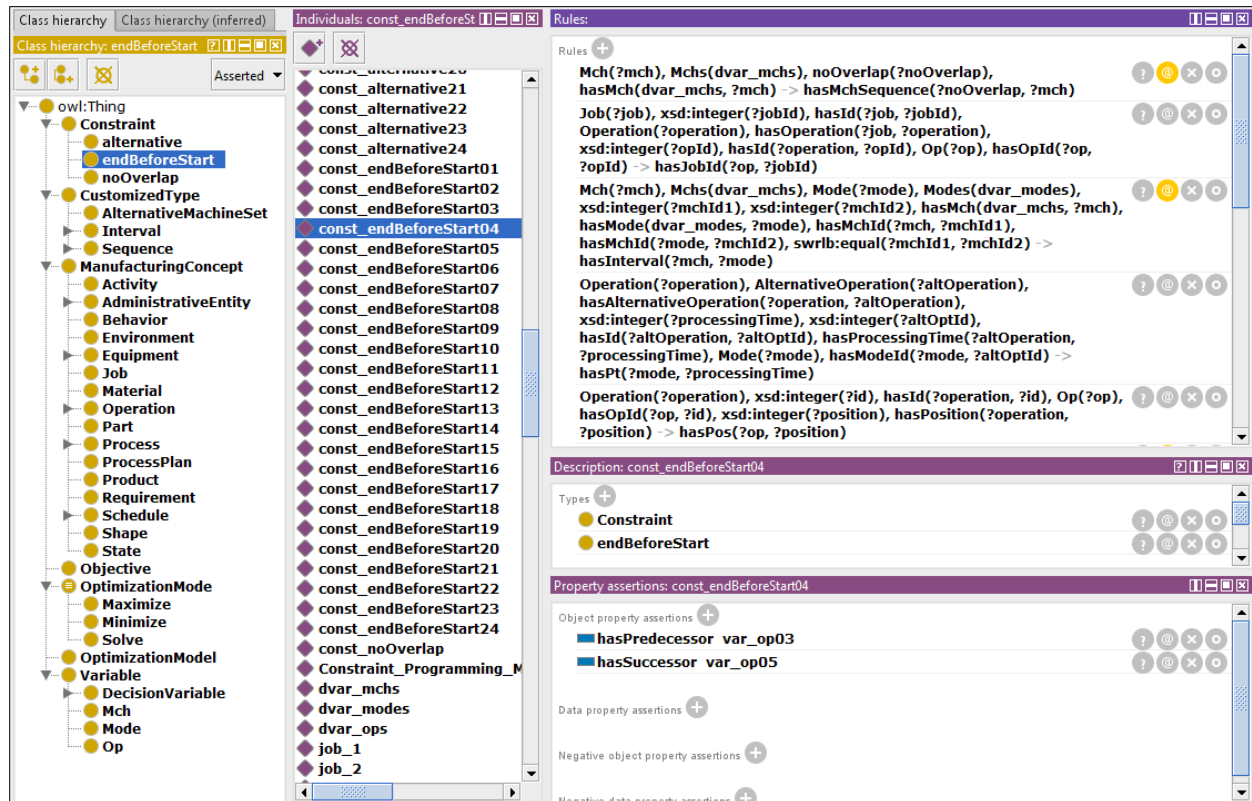 Class hierarchy
Class hierarchy (inferred)
Class hierarchy: endBeforeStart
Asserted
owl:Thing
Constraint
alternative
endBeforeStart
noOverlap
CustomizedType
AlternativeMachineSet
Interval
Sequence
ManufacturingConcept
Activity
AdministrativeEntity
Behavior
Environment
Equipment
Job
Material
Operation
Part
Process
ProcessPlan
Product
Requirement
Schedule
Shape
State
Objective
OptimizationMode
Maximize
Minimize
Solve
OptimizationModel
Variable
DecisionVariable
Mch
Mode
Op
Individuals: const_endBeforeSt
const_alternative21
const_alternative22
const_alternative23
const_alternative24
const_endBeforeStart01
const_endBeforeStart02
const_endBeforeStart03
const_endBeforeStart04
const_endBeforeStart05
const_endBeforeStart06
const_endBeforeStart07
const_endBeforeStart08
const_endBeforeStart09
const_endBeforeStart10
const_endBeforeStart11
const_endBeforeStart12
const_endBeforeStart13
const_endBeforeStart14
const_endBeforeStart15
const_endBeforeStart16
const_endBeforeStart17
const_endBeforeStart18
const_endBeforeStart19
const_endBeforeStart20
const_endBeforeStart21
const_endBeforeStart22
const_endBeforeStart23
const_endBeforeStart24
const_noOverlap
Constraint_Programming_M
dvar_mchs
dvar_modes
dvar_ops
job_1
job_2
Rules:
Rules
Mch(?mch), Mchs(dvar_mchs), noOverlap(?noOverlap),
hasMch(dvar_mchs, ?mch) -> hasMchSequence(?noOverlap, ?mch)
Job(?job), xsd:integer(?jobId), hasId(?job, ?jobId),
Operation(?operation), hasOperation(?job, ?operation),
xsd:integer(?opId), hasId(?operation, ?opId), Op(?op), hasOpId(?op,
?opId) -> hasJobId(?op, ?jobId)
Mch(?mch), Mchs(dvar_mchs), Mode(?mode), Modes(dvar_modes),
xsd:integer(?mchId1), xsd:integer(?mchId2), hasMch(dvar_mchs, ?mch),
hasMode(dvar_modes, ?mode), hasMchId(?mch, ?mchId1),
hasMchId(?mode, ?mchId2), swrlb:equal(?mchId1, ?mchId2) ->
hasInterval(?mch, ?mode)
Operation(?operation), AlternativeOperation(?altOperation),
hasAlternativeOperation(?operation, ?altOperation),
xsd:integer(?processingTime), xsd:integer(?altOptId),
hasId(?altOperation, ?altOptId), hasProcessingTime(?altOperation,
?processingTime), Mode(?mode), hasModeId(?mode, ?altOptId) ->
hasPt(?mode, ?processingTime)
Operation(?operation), xsd:integer(?id), hasId(?operation, ?id), Op(?op),
hasOpId(?op, ?id), xsd:integer(?position), hasPosition(?operation,
?position) -> hasPos(?op, ?position)
Description: const_endBeforeStart04
Types
Constraint
endBeforeStart
Property assertions: const_endBeforeStart04
Object property assertions
hasPredecessor var_op03
hasSuccessor var_op05
Data property assertions
Negative object property assertions
Negative data property assertions